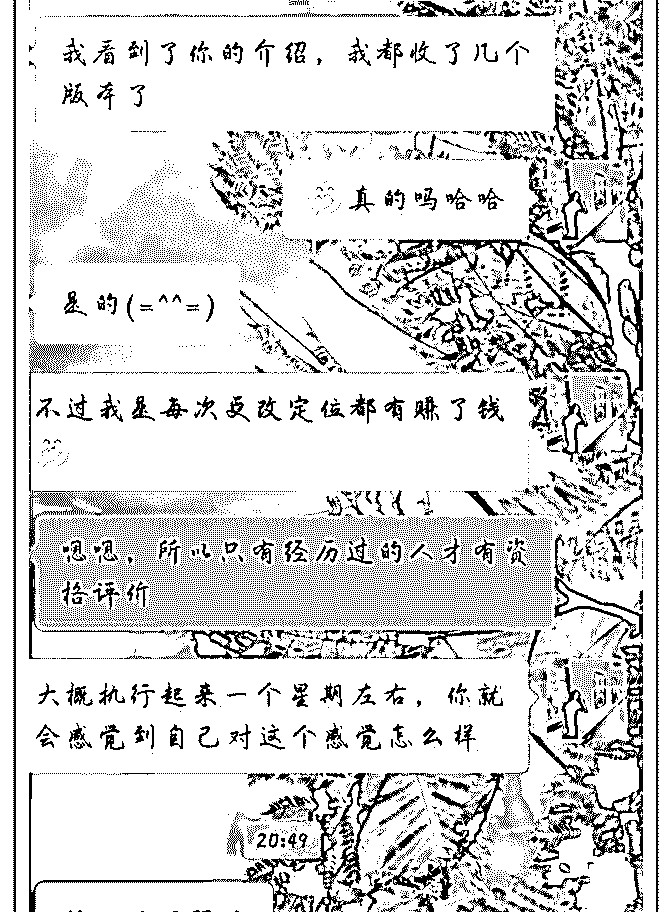 我看到了你的介绍，我都收了几个
版本了
真的吗哈哈
是的(=^^=)
不过我是每次更改定位都有赚了钱
嗯嗯，所以只有经历过的人才有资
格评价
大概执行起来一个星期左右，你就
会感觉到自己对这个感觉怎么样
20:49